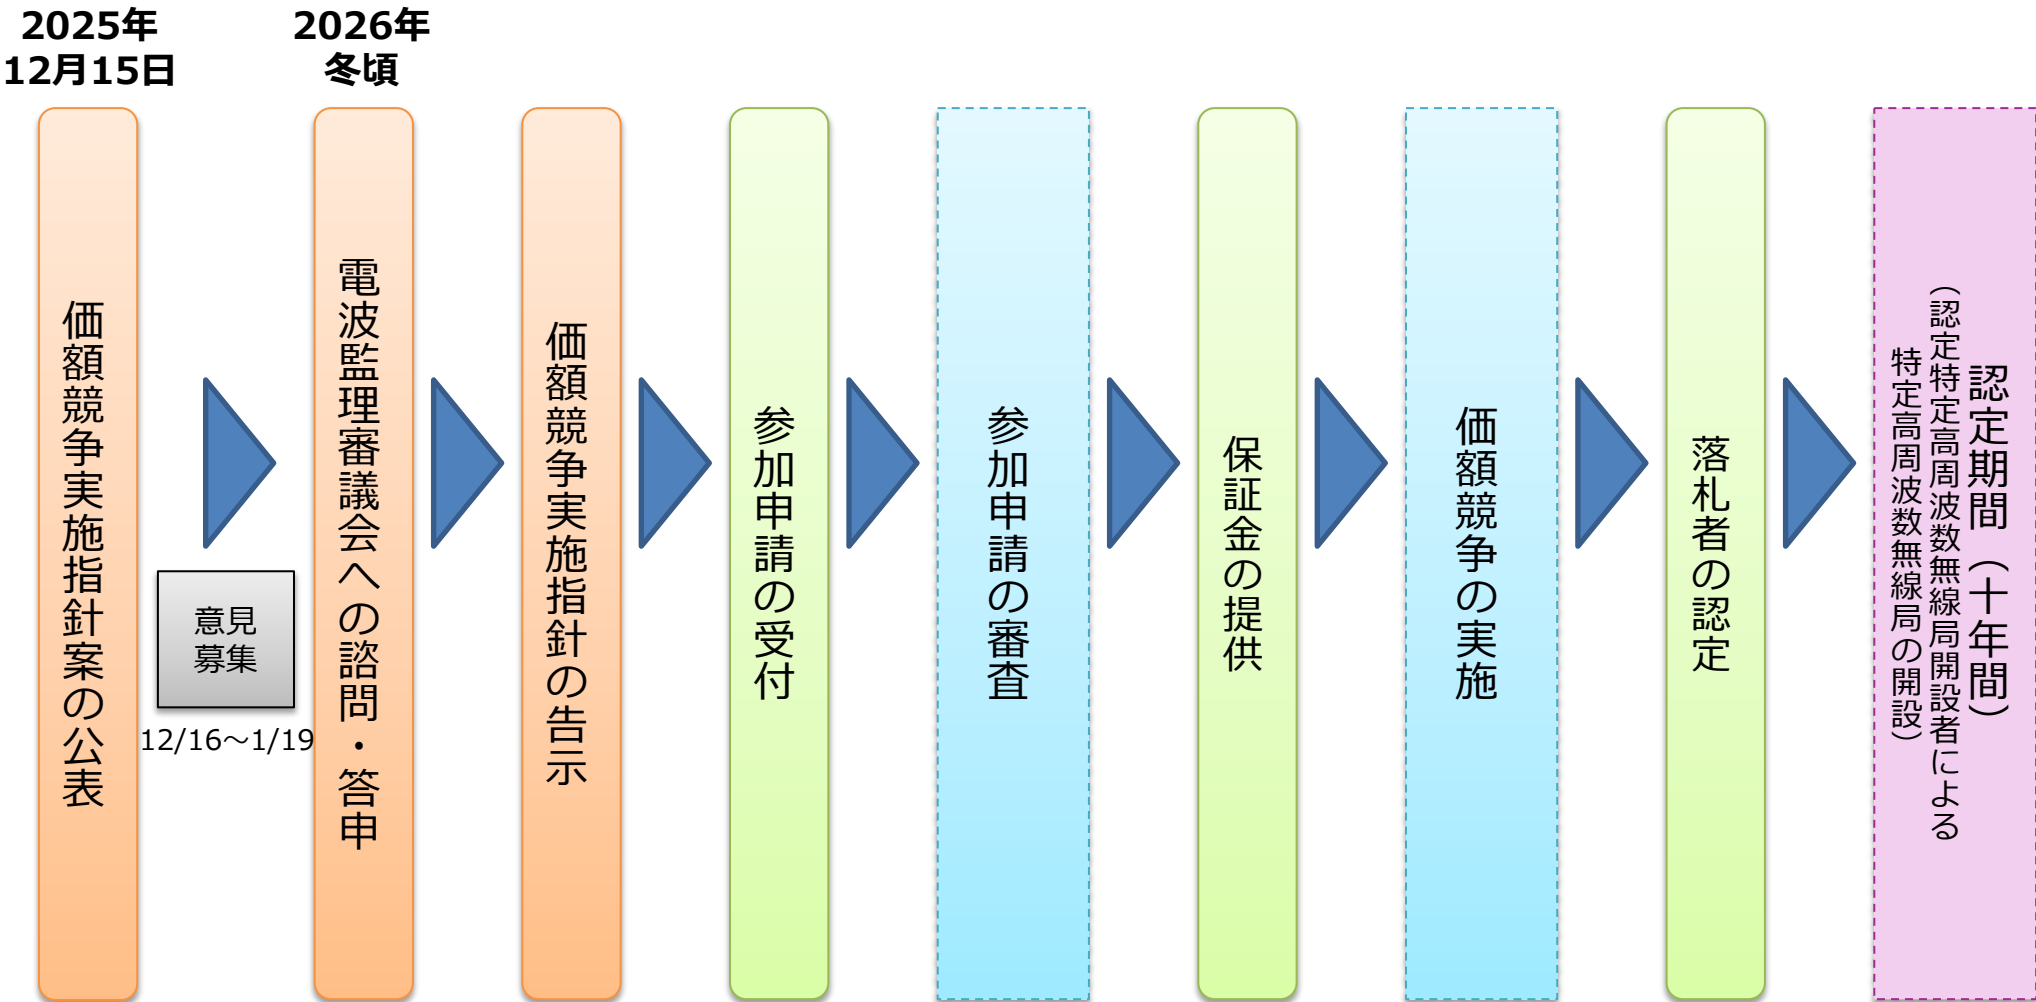 2025年
12月15日
2026年
冬頃
価額競争実施指針案の公表
意見
募集
12/16～1/19
電波監理審議会への諮問・答申
価額競争実施指針の告示
参加申請の受付
参加申請の審査
保証金の提供
価額競争の実施
落札者の認定
認定期間（十年間）
（認定特定高周波数無線局開設者による
特定高周波数無線局の開設）